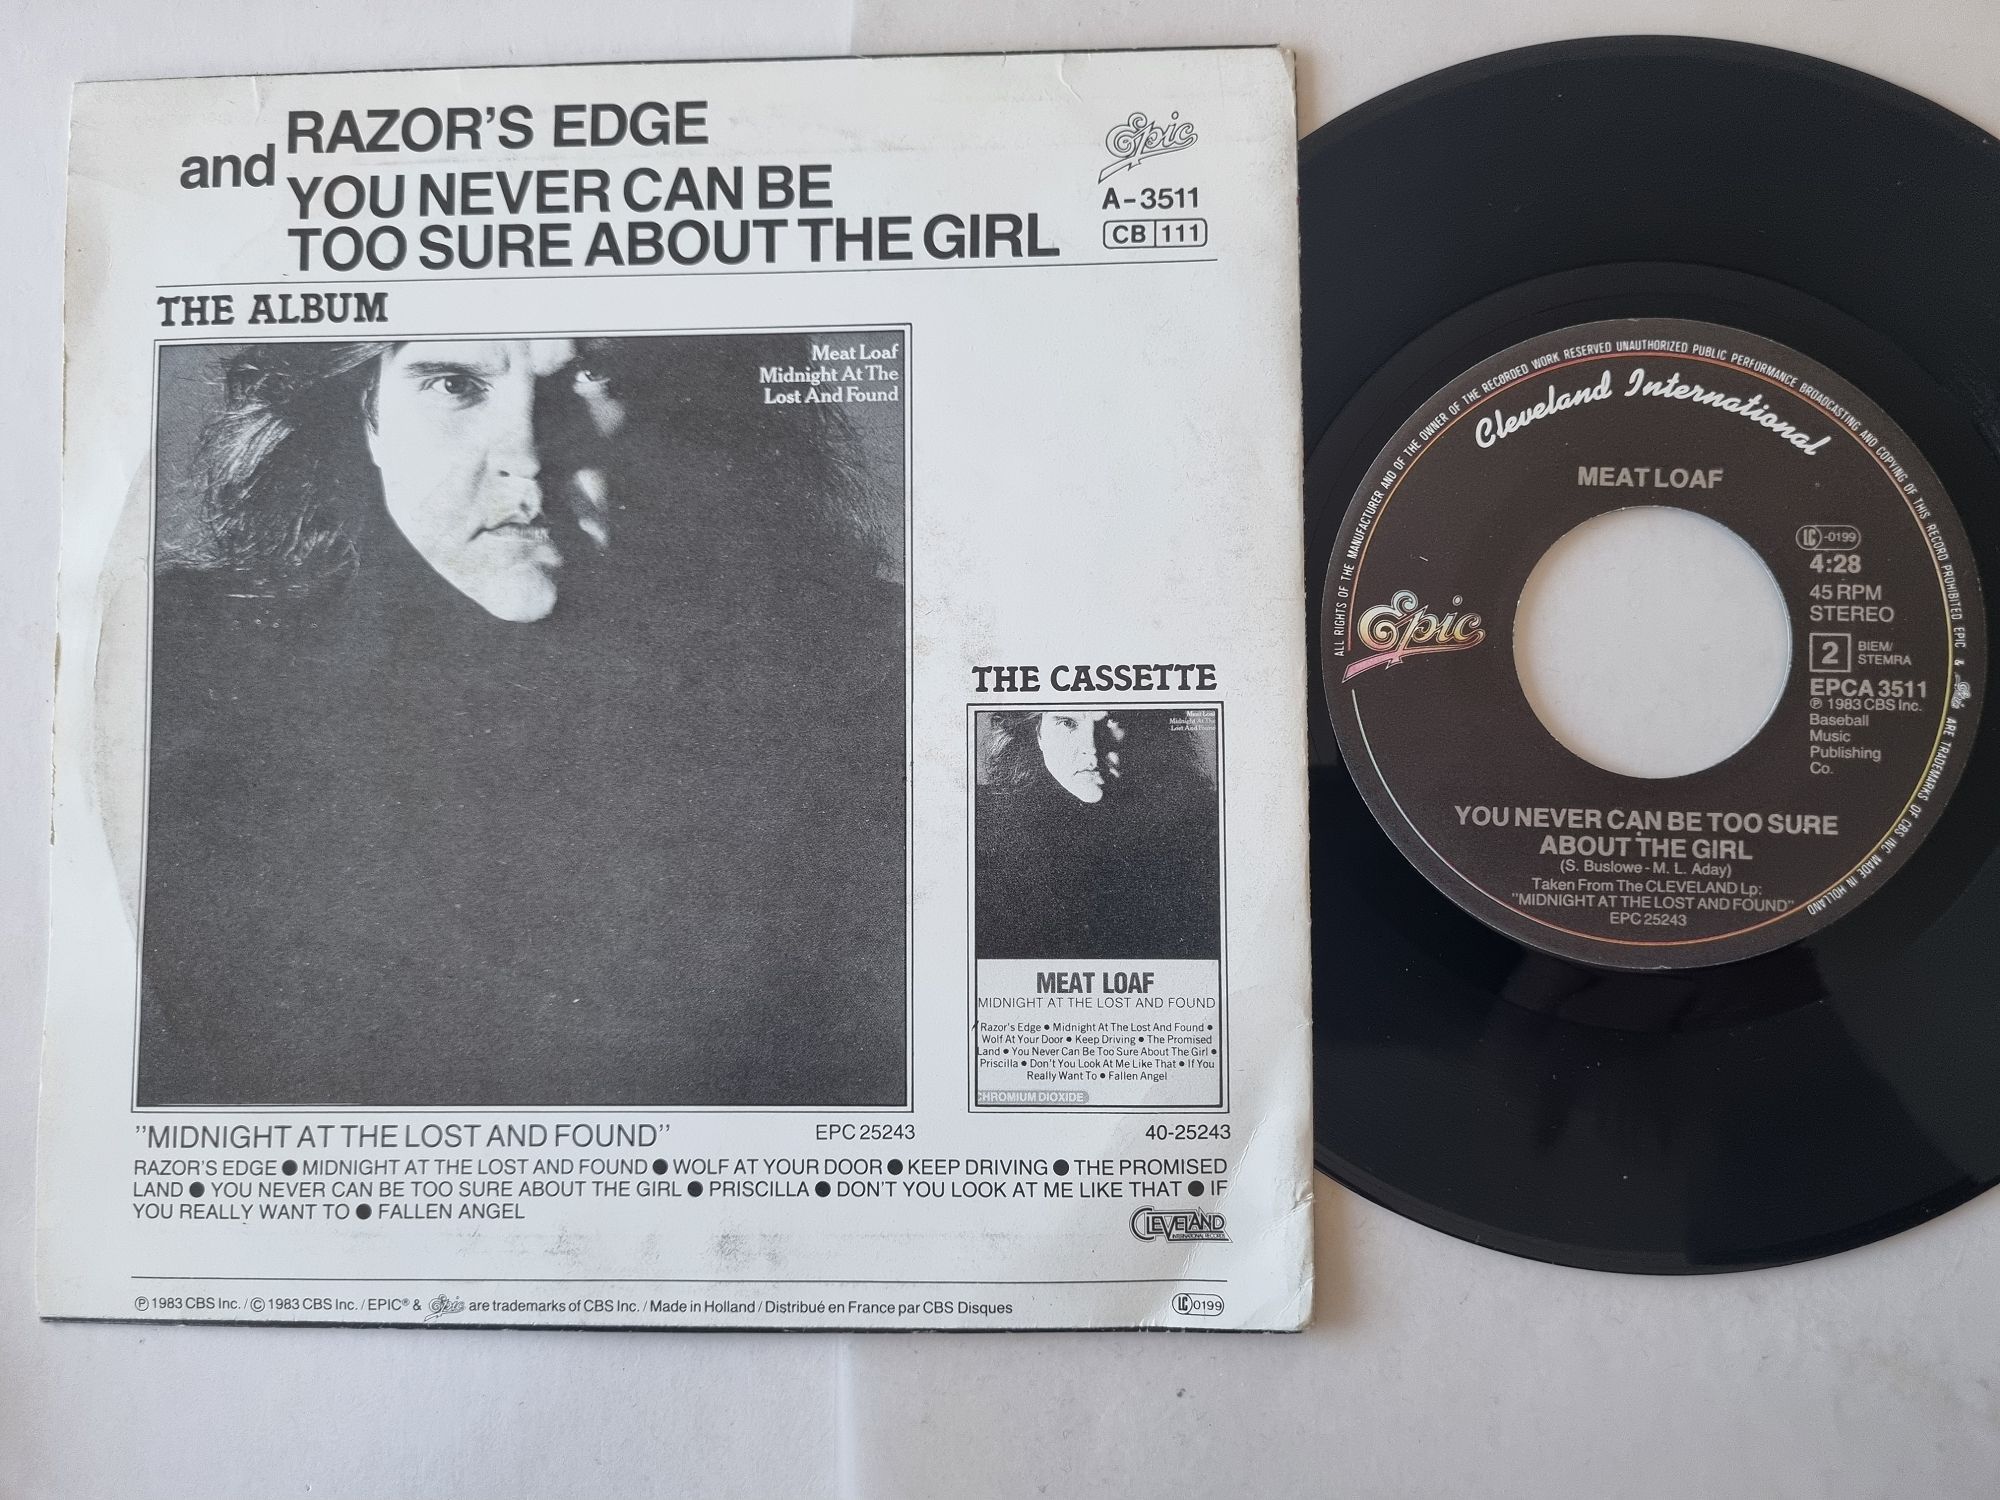 RAZOR'S EDGE
and
YOU NEVER CAN BE
TOO SURE ABOUT THE GIRL
Epic
A-3511
CB 111
THE ALBUM
Meat Loaf
Midnight At The
Lost And Found
THE CASSETTE
Meat Loaf
Midnight At The
Lost And Found
MEAT LOAF
MIDNIGHT AT THE LOST AND FOUND
Razor's Edge ● Midnight At The Lost And Found ●
Wolf At Your Door ● Keep Driving ● The Promised
Land ● You Never Can Be Too Sure About The Girl ●
Priscilla ● Don't You Look At Me Like That ● If You
Really Want To ● Fallen Angel
CHROMIUM DIOXIDE
"MIDNIGHT AT THE LOST AND FOUND" EPC 25243
40-25243
RAZOR'S EDGE ● MIDNIGHT AT THE LOST AND FOUND ● WOLF AT YOUR DOOR ● KEEP DRIVING ● THE PROMISED
LAND ● YOU NEVER CAN BE TOO SURE ABOUT THE GIRL ● PRISCILLA ● DON'T YOU LOOK AT ME LIKE THAT ● IF
YOU REALLY WANT TO ● FALLEN ANGEL
CLEVELAND
INTERNATIONAL RECORDS
℗ 1983 CBS Inc. / © 1983 CBS Inc. / EPIC® & Epic are trademarks of CBS Inc. / Made in Holland / Distribué en France par CBS Disques
LC 0199
ALL RIGHTS OF THE MANUFACTURER AND OF THE OWNER OF THE RECORDED WORK RESERVED UNAUTHORIZED PUBLIC PERFORMANCE BROADCASTING AND COPYING OF THIS RECORD PROHIBITED EPIC & Epic ARE TRADEMARKS OF CBS INC MADE IN HOLLAND
Cleveland International
MEAT LOAF
LC-0199
4:28
45 RPM
STEREO
Epic
2 BIEM/
STEMRA
EPCA 3511
℗ 1983 CBS Inc.
Baseball
Music
Publishing
Co.
YOU NEVER CAN BE TOO SURE
ABOUT THE GIRL
(S. Buslowe - M. L. Aday)
Taken From The CLEVELAND Lp:
"MIDNIGHT AT THE LOST AND FOUND"
EPC 25243